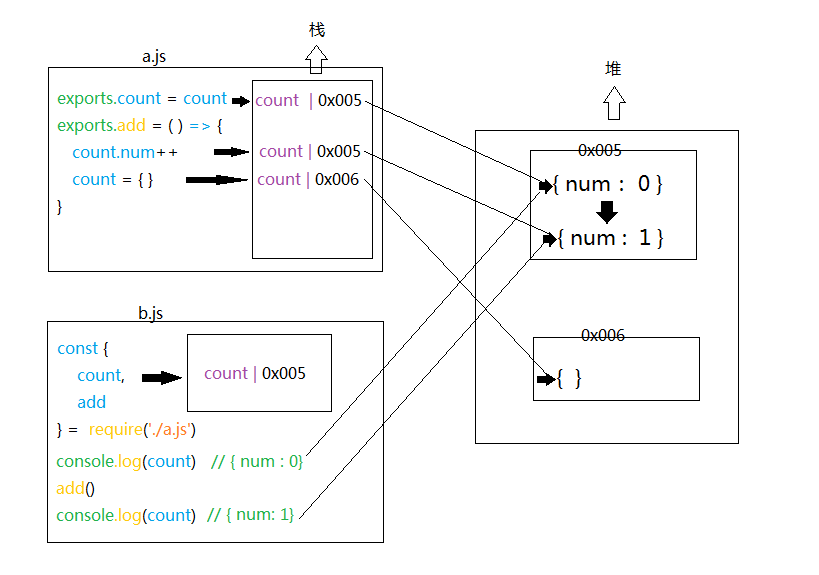 栈
a.js
exports.count = count
count | 0x005
exports.add = ( ) => {
count.num++
count | 0x005
count = { }
count | 0x006
}
堆
0x005
{ num : 0 }
{ num : 1 }
0x006
{ }
b.js
const {
count,
count | 0x005
add
} = require('./a.js')
console.log(count) // { num : 0}
add()
console.log(count) // { num: 1}